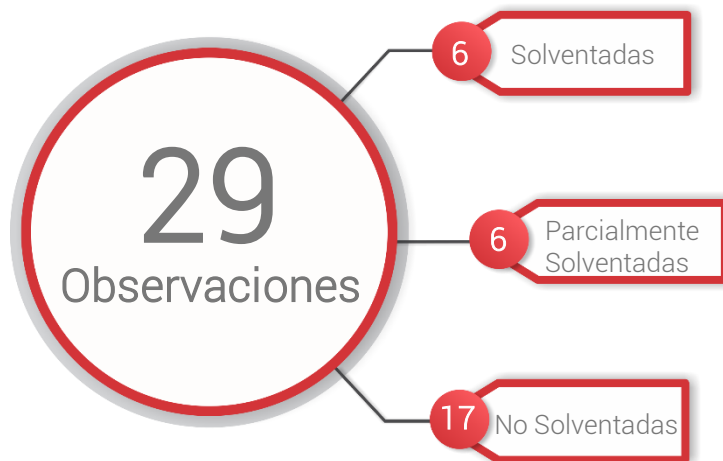 29
Observaciones
6
Solventadas
6
Parcialmente
Solventadas
17
No Solventadas